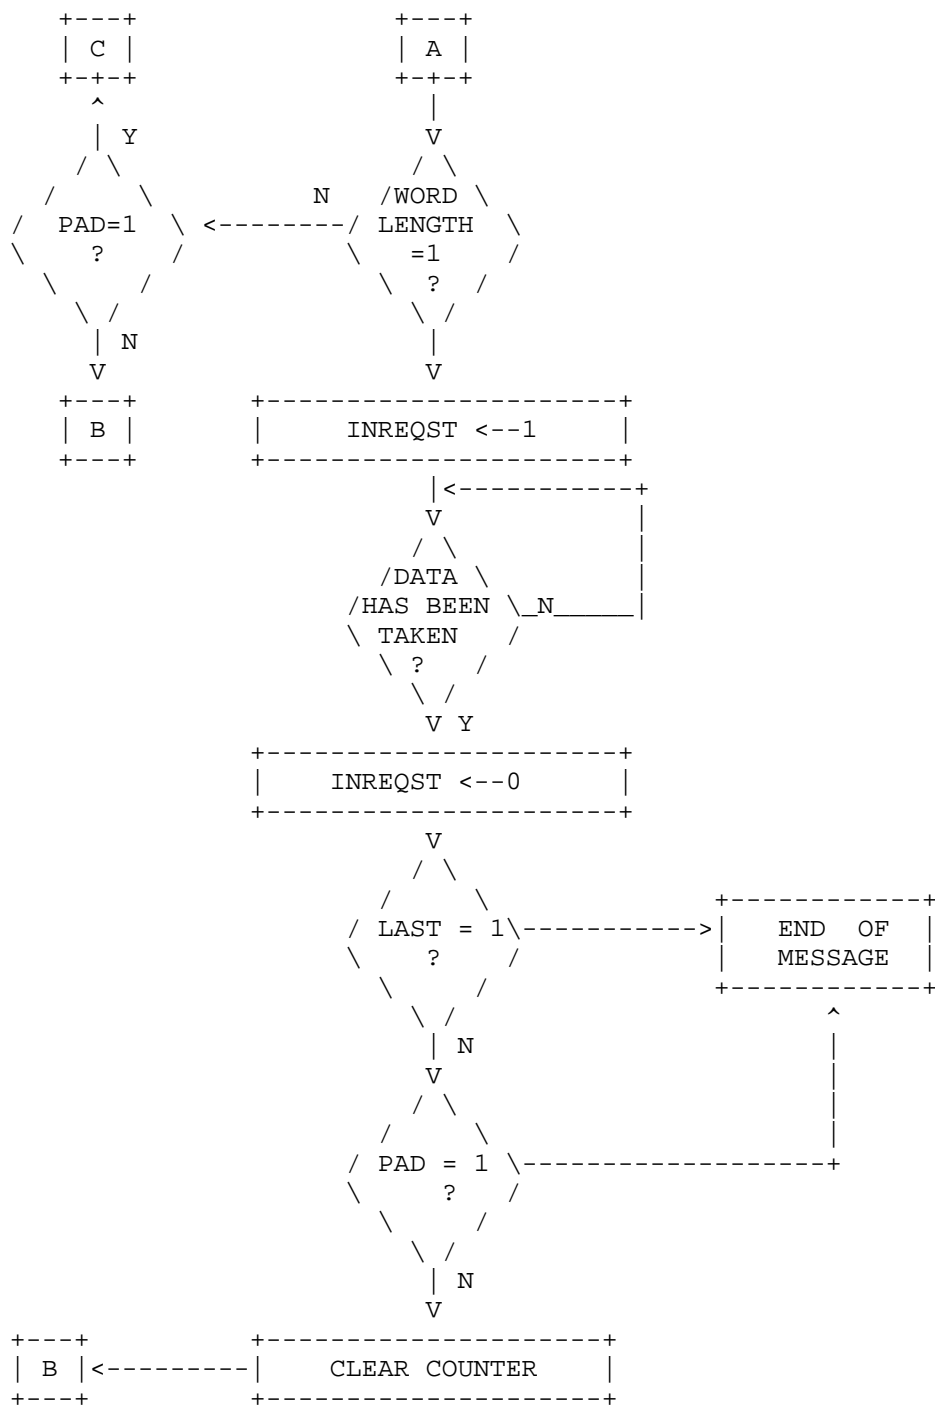 C A
Y
N WORD
PAD=1 LENGTH
? =1
?
N
B INREQST <--1
DATA
HAS BEEN N
TAKEN
?
Y
INREQST <--0
LAST = 1 END OF
? MESSAGE
N
PAD = 1
?
N
B CLEAR COUNTER